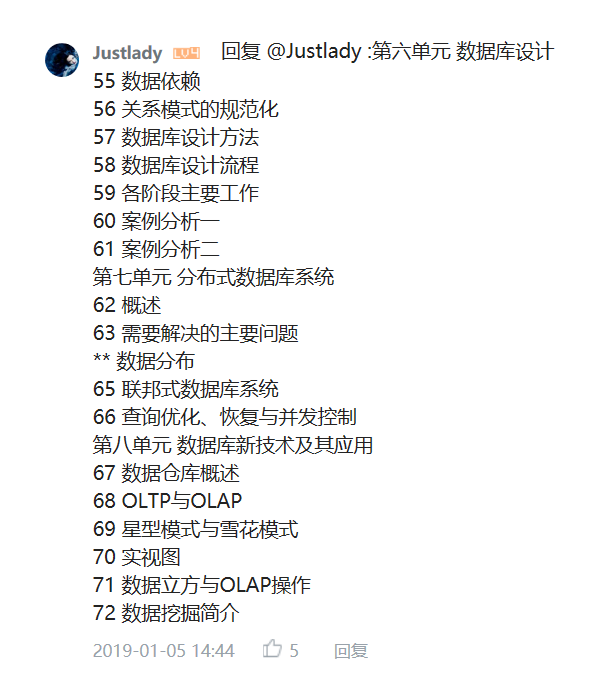 Justlady LV4 回复 @Justlady :第六单元 数据库设计
55 数据依赖
56 关系模式的规范化
57 数据库设计方法
58 数据库设计流程
59 各阶段主要工作
60 案例分析一
61 案例分析二
第七单元 分布式数据库系统
62 概述
63 需要解决的主要问题
** 数据分布
65 联邦式数据库系统
66 查询优化、恢复与并发控制
第八单元 数据库新技术及其应用
67 数据仓库概述
68 OLTP与OLAP
69 星型模式与雪花模式
70 实视图
71 数据立方与OLAP操作
72 数据挖掘简介
2019-01-05 14:44 5 回复